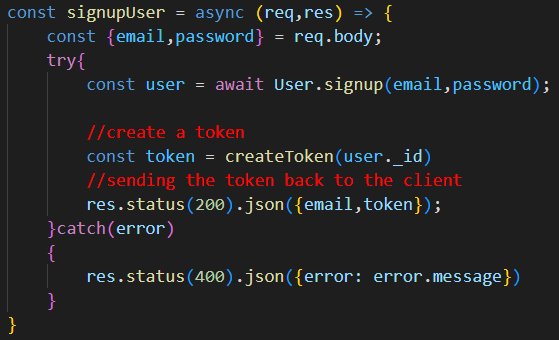 const signupUser = async (req,res) => {
    const {email,password} = req.body;
    try{
        const user = await User.signup(email,password);

        //create a token
        const token = createToken(user._id)
        //sending the token back to the client
        res.status(200).json({email,token});
    }catch(error)
    {
        res.status(400).json({error: error.message})
    }
}